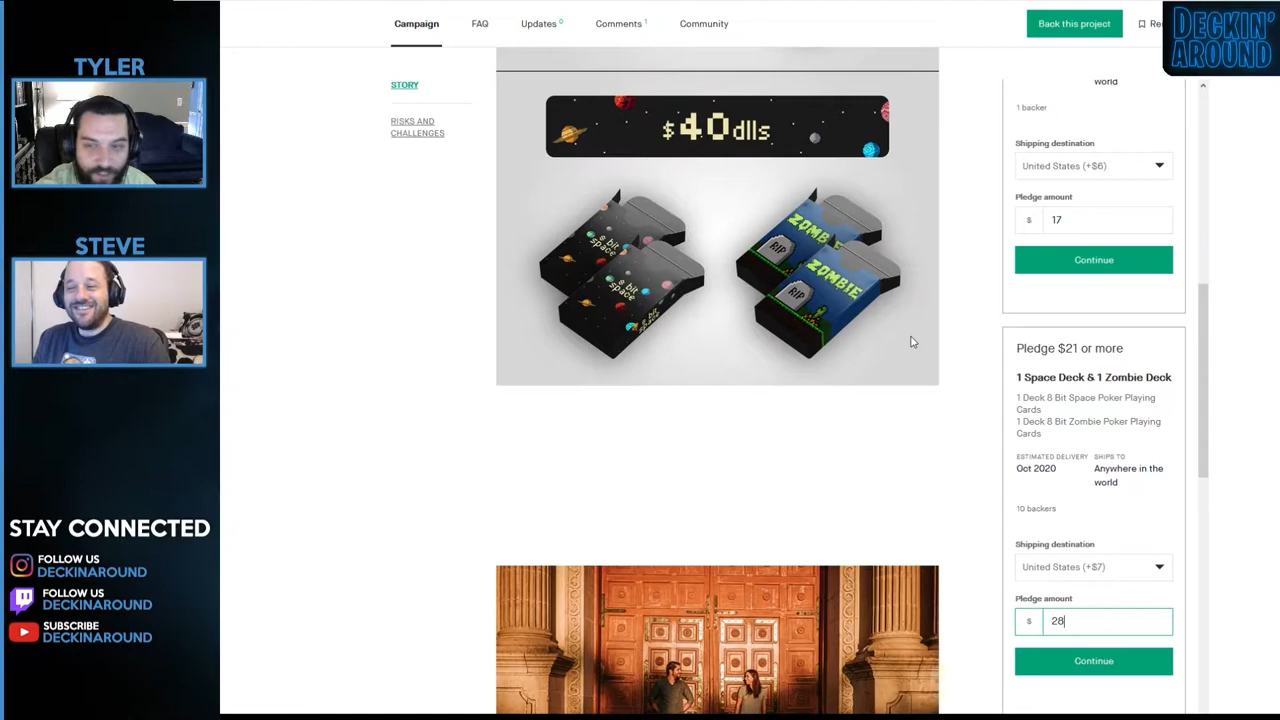 TYLER
STEVE
STAY CONNECTED
FOLLOW US
DECKINAROUND
FOLLOW US
DECKINAROUND
SUBSCRIBE
DECKINAROUND
Campaign
FAQ
Updates 0
Comments 1
Community
Back this project
DECKIN'
AROUND
STORY
RISKS AND
CHALLENGES
$40dlls
8 bit
space
8 bit
space
ZOMBIE
RIP
RIP
world
1 backer
Shipping destination
United States (+$6)
Pledge amount
$ 17
Continue
Pledge $21 or more
1 Space Deck & 1 Zombie Deck
1 Deck 8 Bit Space Poker Playing
Cards
1 Deck 8 Bit Zombie Poker Playing
Cards
ESTIMATED DELIVERY SHIPS TO
Oct 2020 Anywhere in the
world
10 backers
Shipping destination
United States (+$7)
Pledge amount
$ 28
Continue